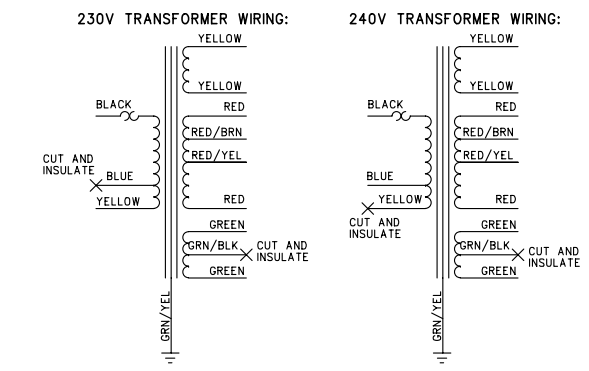 230V TRANSFORMER WIRING:
YELLOW
YELLOW
BLACK
RED
RED/BRN
RED/YEL
CUT AND
INSULATE
BLUE
YELLOW
RED
GREEN
GRN/BLK
CUT AND
INSULATE
GREEN
GRN/YEL
240V TRANSFORMER WIRING:
YELLOW
YELLOW
BLACK
RED
RED/BRN
RED/YEL
BLUE
YELLOW
CUT AND
INSULATE
RED
GREEN
GRN/BLK
CUT AND
INSULATE
GREEN
GRN/YEL